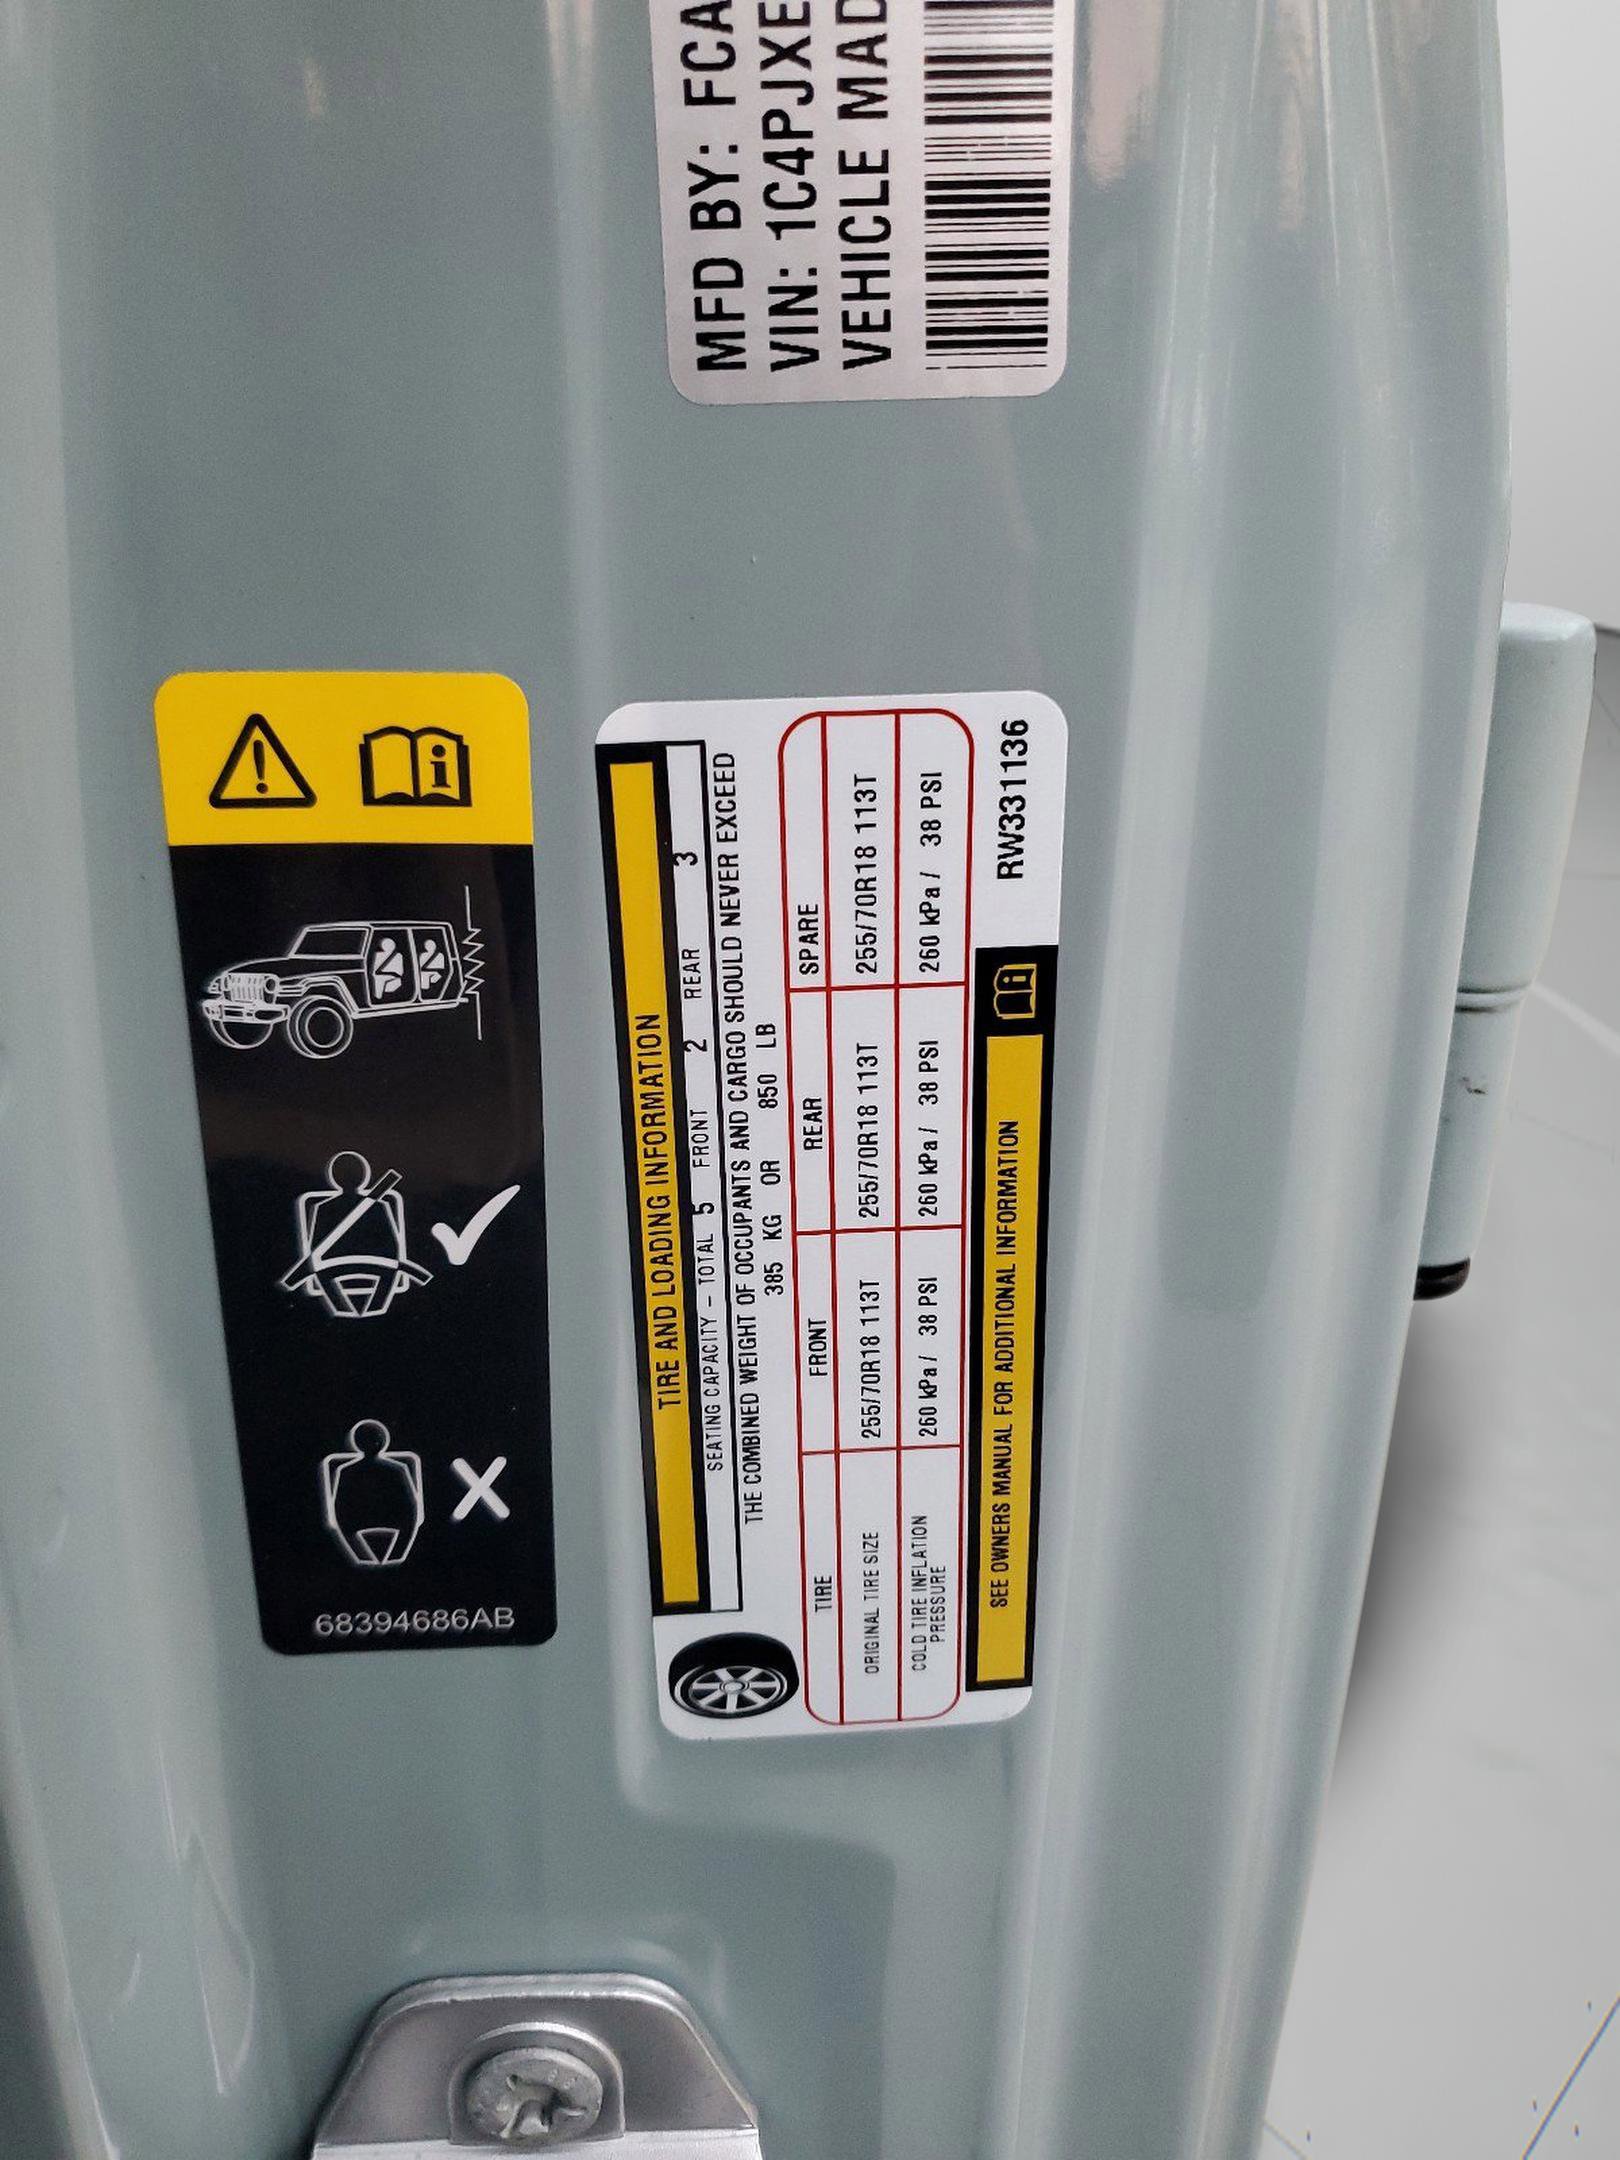 MFD BY: FCA
VIN: 1C4PJXE
VEHICLE MAD
68394686AB
TIRE AND LOADING INFORMATION
SEATING CAPACITY - TOTAL 5 FRONT 2 REAR 3
THE COMBINED WEIGHT OF OCCUPANTS AND CARGO SHOULD NEVER EXCEED
385 KG OR 850 LB
TIRE FRONT REAR SPARE
ORIGINAL TIRE SIZE 255/70R18 113T 255/70R18 113T 255/70R18 113T
COLD TIRE INFLATION
PRESSURE 260 kPa / 38 PSI 260 kPa / 38 PSI 260 kPa / 38 PSI
SEE OWNERS MANUAL FOR ADDITIONAL INFORMATION
RW331136